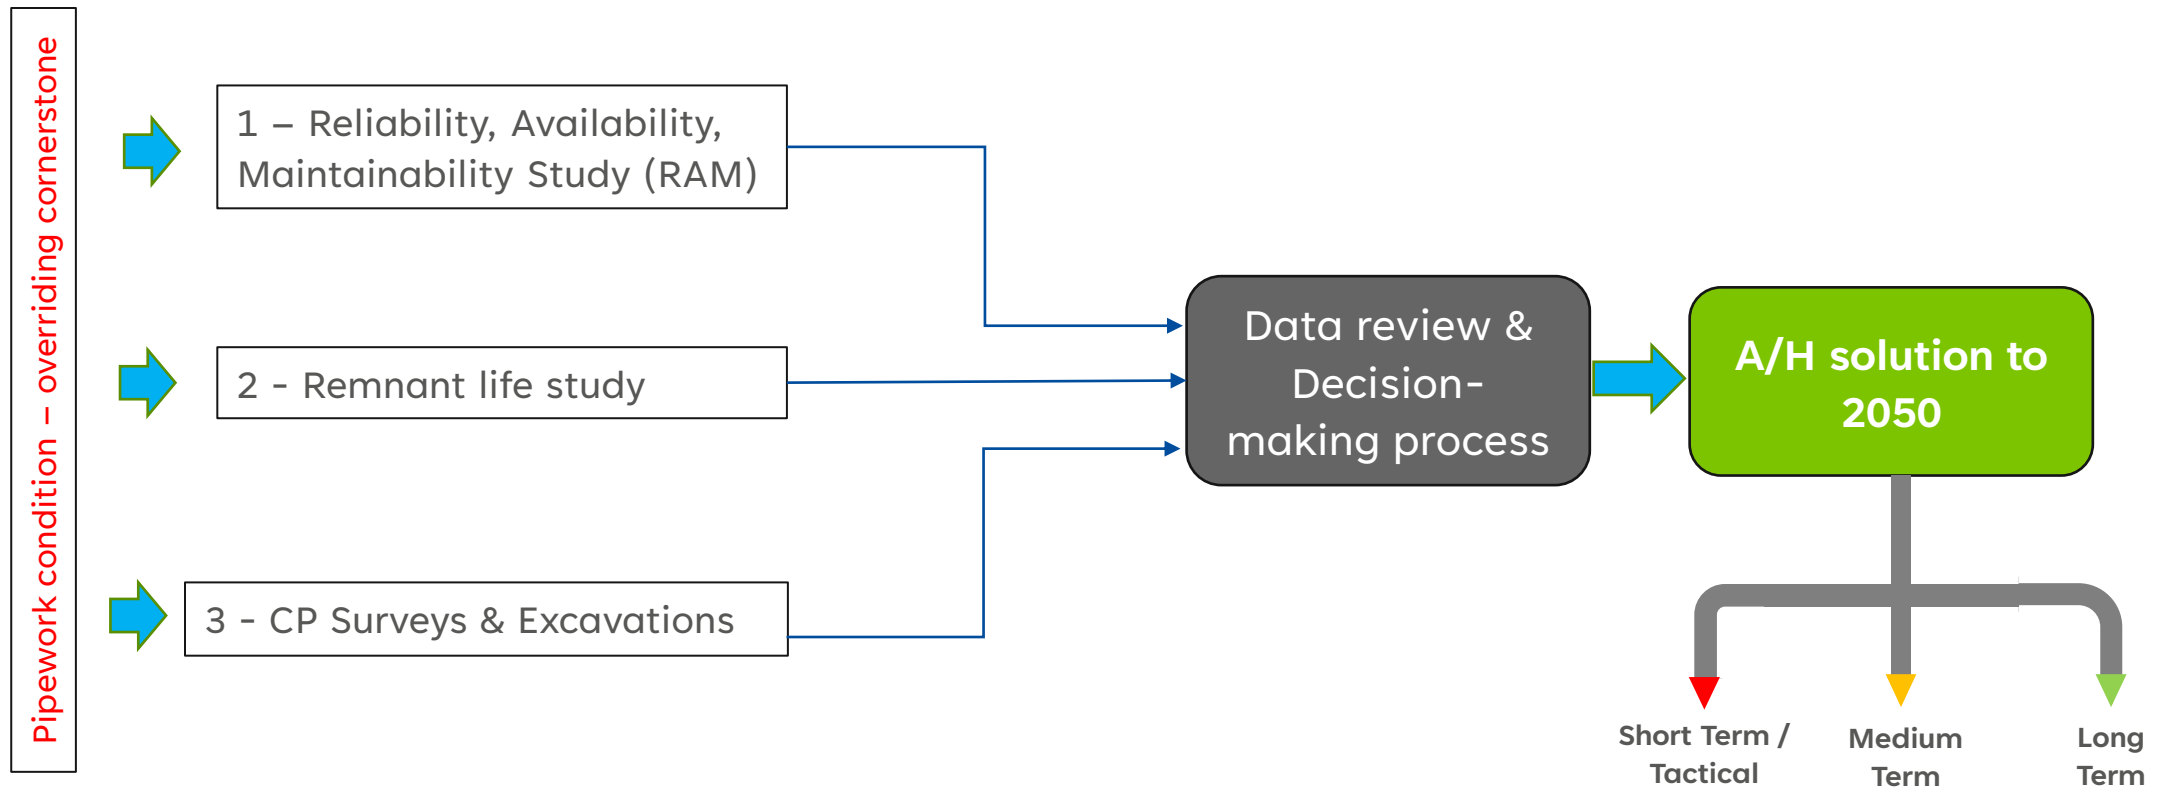 Pipework condition – overriding cornerstone
1 – Reliability, Availability,
Maintainability Study (RAM)
2 - Remnant life study
3 - CP Surveys & Excavations
Data review &
Decision-
making process
A/H solution to
2050
Short Term /
Tactical
Medium
Term
Long
Term